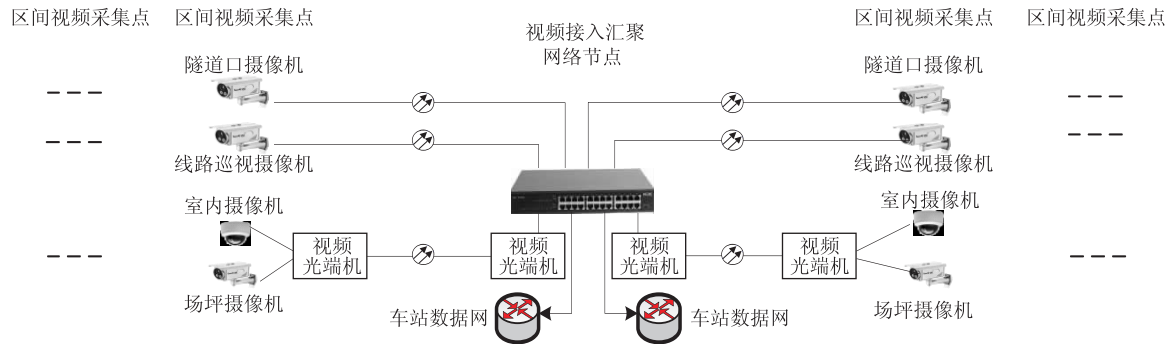 区间视频采集点
区间视频采集点
视频接入汇聚
网络节点
区间视频采集点
区间视频采集点
隧道口摄像机
隧道口摄像机
线路巡视摄像机
线路巡视摄像机
室内摄像机
室内摄像机
视频
光端机
视频
光端机
视频
光端机
视频
光端机
场坪摄像机
场坪摄像机
车站数据网
车站数据网